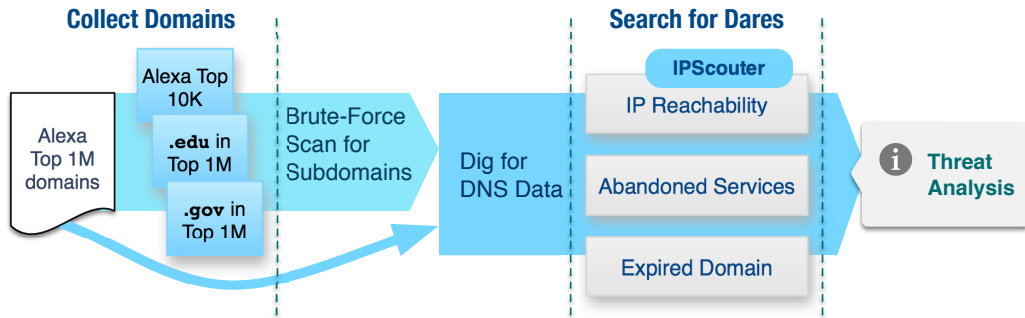 Collect Domains
Search for Dares
Alexa
Top 1M
domains
Alexa Top
10K
.edu in
Top 1M
.gov in
Top 1M
Brute-Force
Scan for
Subdomains
Dig for
DNS Data
IPScouter
IP Reachability
Abandoned Services
Expired Domain
Threat
Analysis